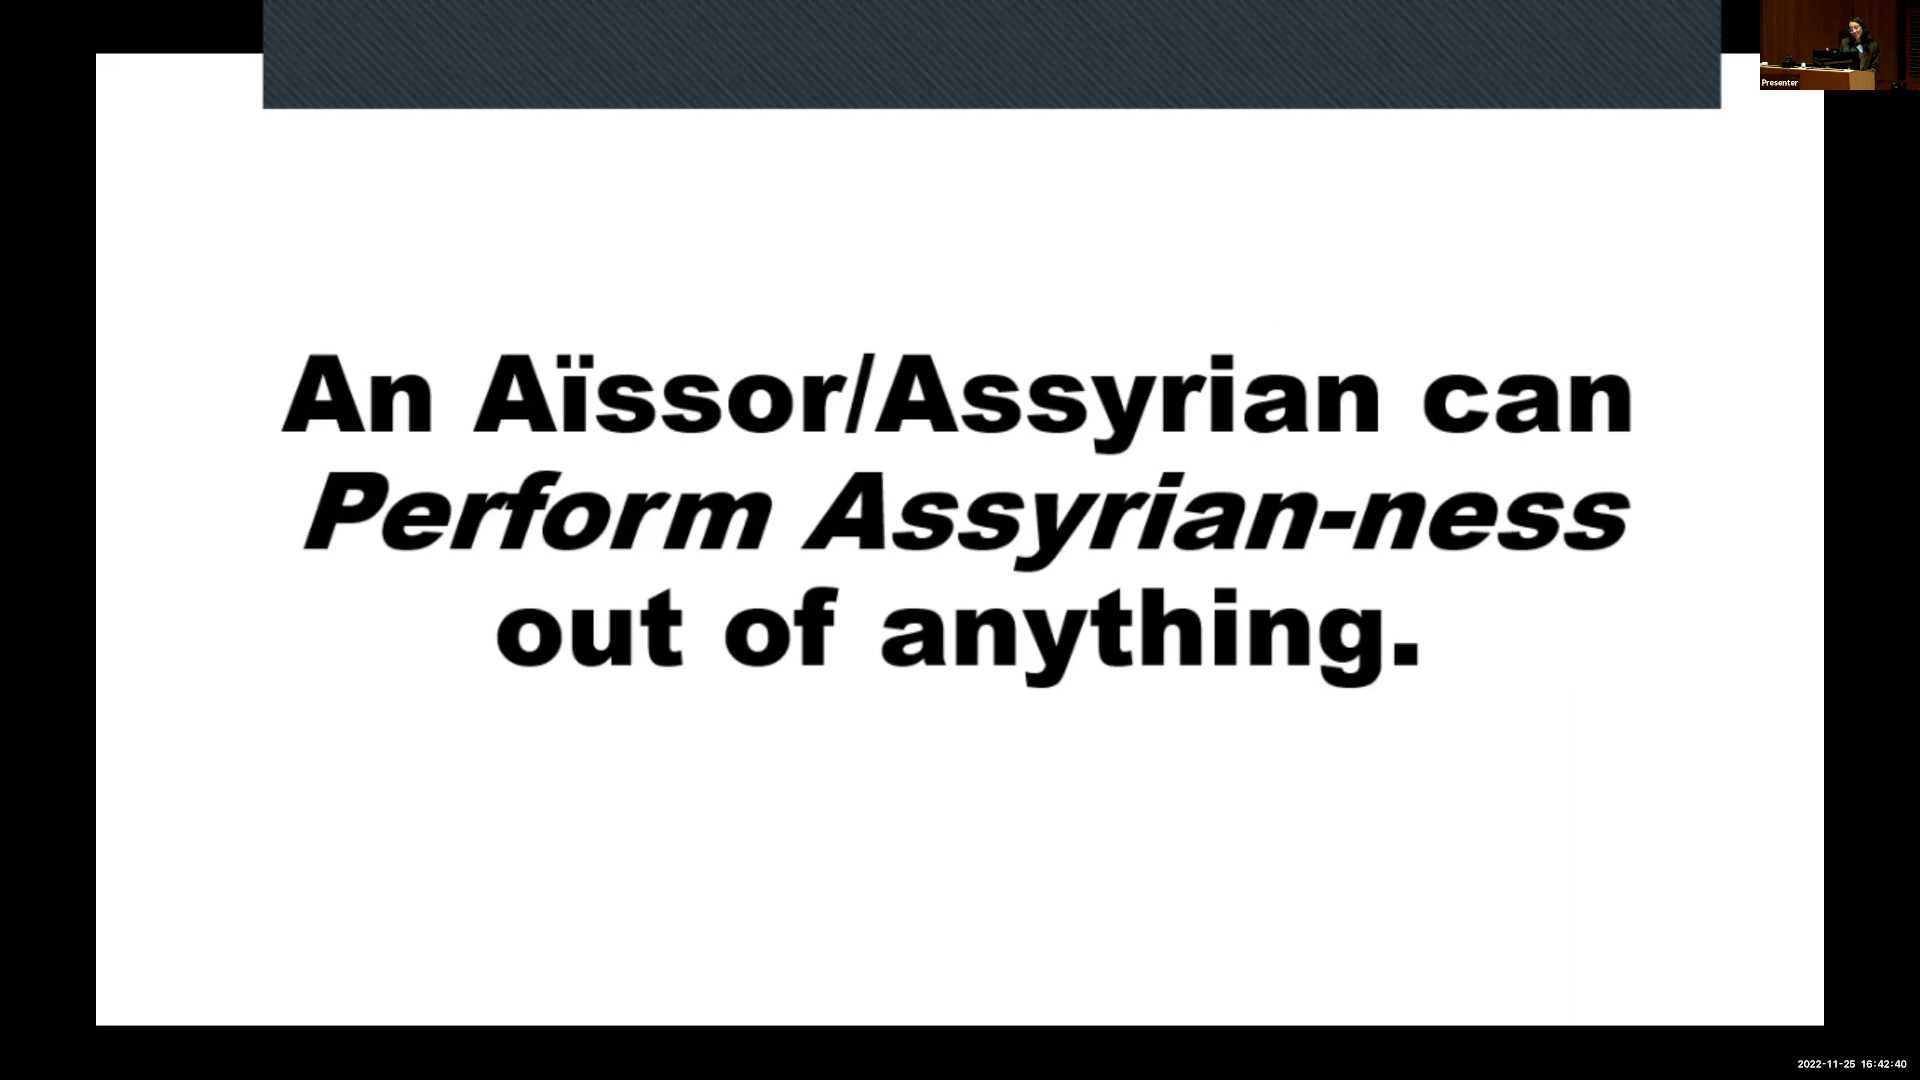 Presenter
An Aïssor/Assyrian can
Perform Assyrian-ness
out of anything.
2022-11-25 16:42:40